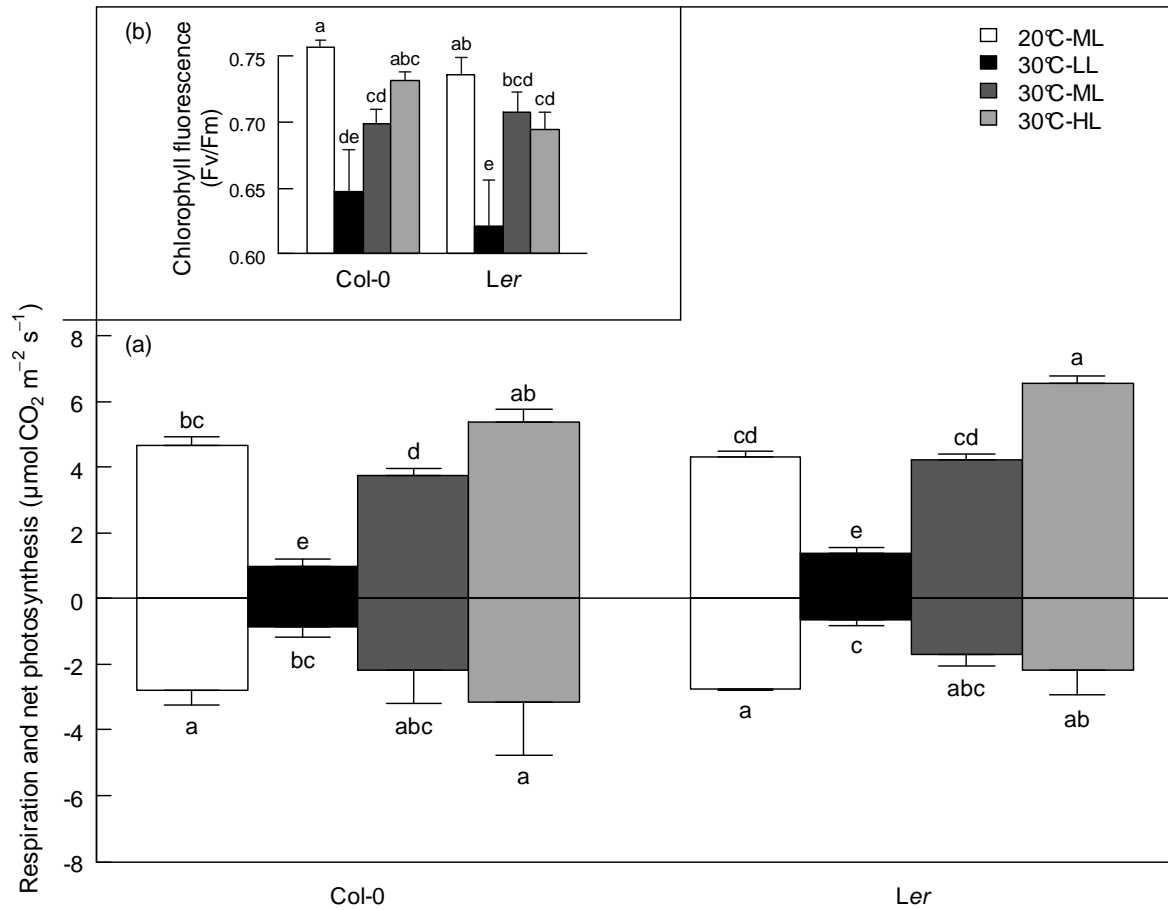 (b)
Chlorophyll fluorescence
(Fv/Fm)
0.75
0.70
0.65
0.60
a
de
cd
abc
ab
e
bcd
cd
Col-0
Ler
20°C-ML
30°C-LL
30°C-ML
30°C-HL
(a)
Respiration and net photosynthesis (µmol CO₂ m⁻² s⁻¹)
8
6
4
2
0
-2
-4
-6
-8
bc
e
d
ab
cd
e
cd
a
bc
a
abc
a
a
c
abc
ab
Col-0
Ler